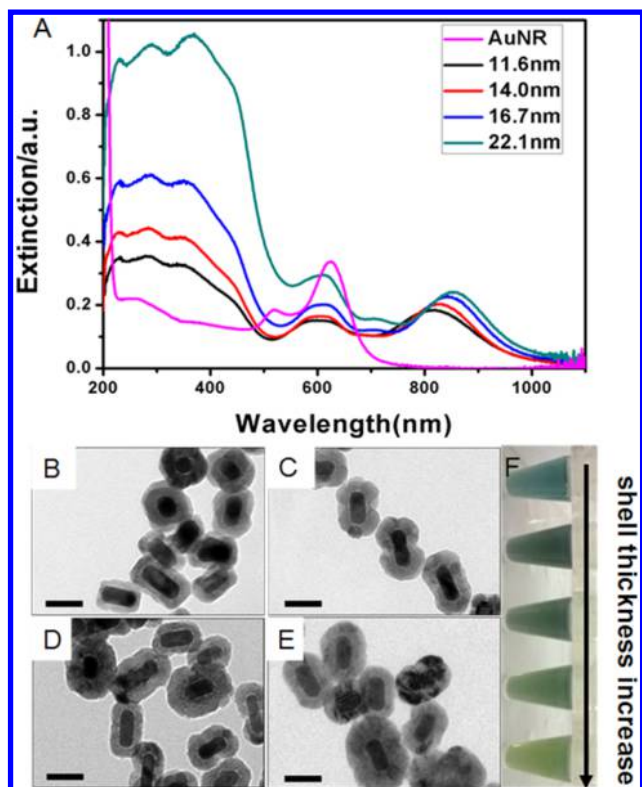 A
AuNR
11.6nm
14.0nm
16.7nm
22.1nm
1.0
0.8
0.6
0.4
0.2
0.0
Extinction/a.u.
200 400 600 800 1000
Wavelength(nm)
B
C
D
E
F
shell thickness increase